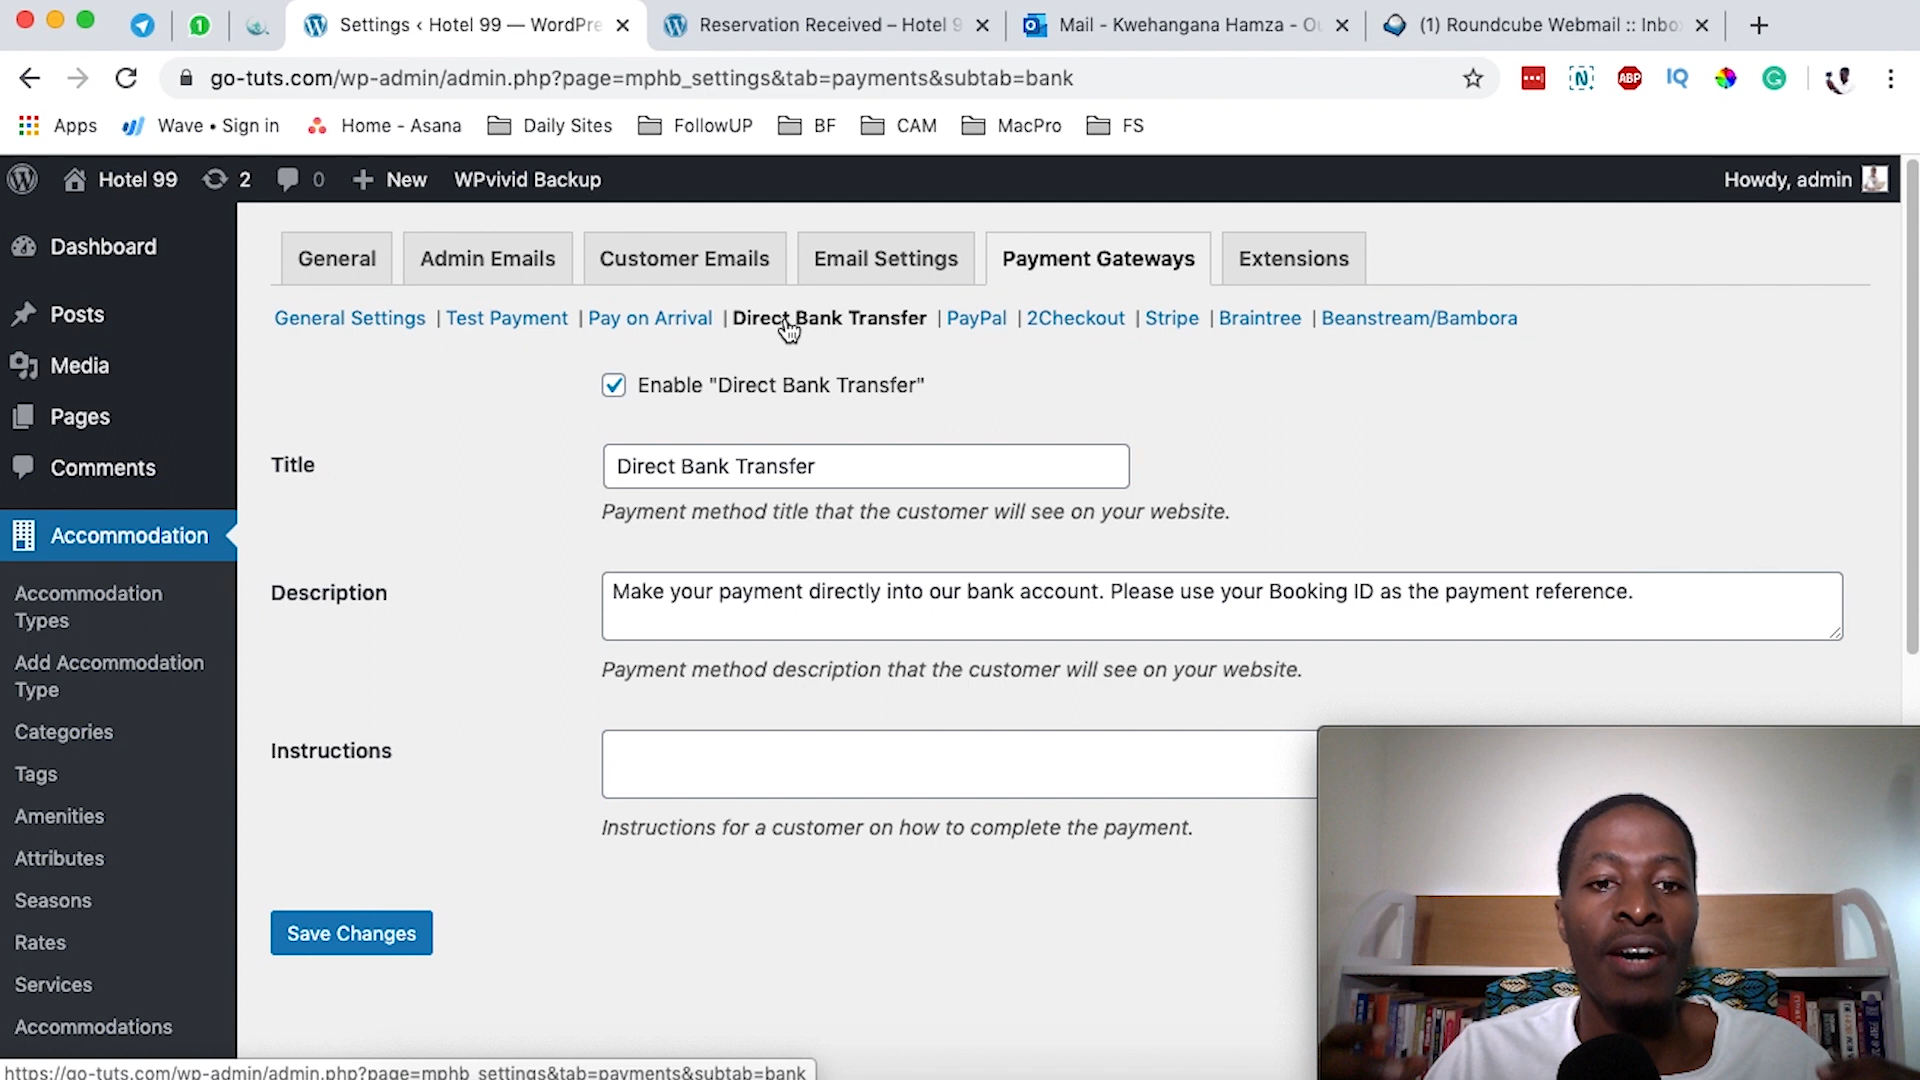 Settings ‹ Hotel 99 — WordPre
Reservation Received – Hotel 9
Mail - Kwehangana Hamza - Ou
(1) Roundcube Webmail :: Inbo
go-tuts.com/wp-admin/admin.php?page=mphb_settings&tab=payments&subtab=bank
ABP
IQ
Apps
Wave • Sign in
Home - Asana
Daily Sites
FollowUP
BF
CAM
MacPro
FS
Hotel 99
2
0
New
WPvivid Backup
Howdy, admin
Dashboard
Posts
Media
Pages
Comments
Accommodation
Accommodation
Types
Add Accommodation
Type
Categories
Tags
Amenities
Attributes
Seasons
Rates
Services
Accommodations
General
Admin Emails
Customer Emails
Email Settings
Payment Gateways
Extensions
General Settings | Test Payment | Pay on Arrival | Direct Bank Transfer | PayPal | 2Checkout | Stripe | Braintree | Beanstream/Bambora
Enable "Direct Bank Transfer"
Title
Direct Bank Transfer
Payment method title that the customer will see on your website.
Description
Make your payment directly into our bank account. Please use your Booking ID as the payment reference.
Payment method description that the customer will see on your website.
Instructions
Instructions for a customer on how to complete the payment.
Save Changes
https://go-tuts.com/wp-admin/admin.php?page=mphb_settings&tab=payments&subtab=bank